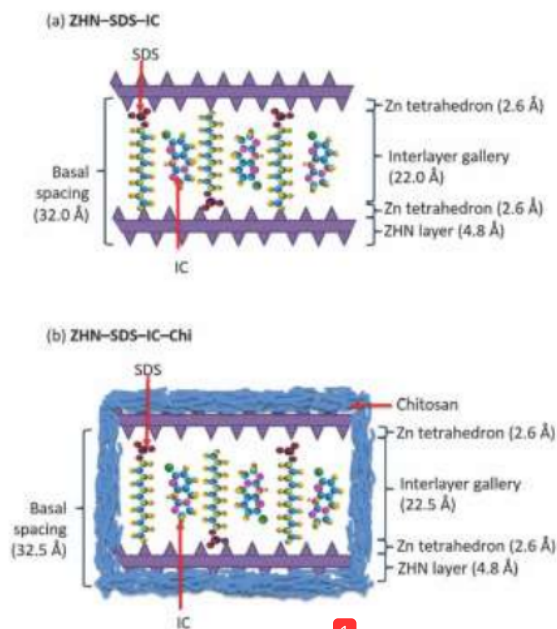 (a) ZHN–SDS–IC
SDS
Zn tetrahedron (2.6 Å)
Interlayer gallery
(22.0 Å)
Basal
spacing
(32.0 Å)
Zn tetrahedron (2.6 Å)
ZHN layer (4.8 Å)
IC
(b) ZHN–SDS–IC–Chi
SDS
Chitosan
Zn tetrahedron (2.6 Å)
Interlayer gallery
(22.5 Å)
Basal
spacing
(32.5 Å)
Zn tetrahedron (2.6 Å)
ZHN layer (4.8 Å)
IC